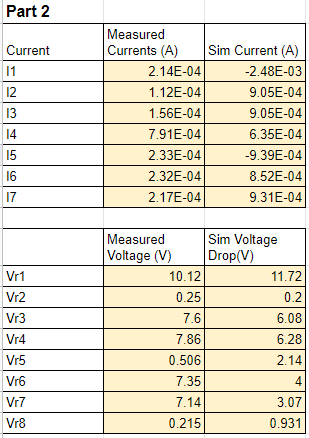 Part 2
Current Measured Currents (A) Sim Current (A)
I1 2.14E-04 -2.48E-03
I2 1.12E-04 9.05E-04
I3 1.56E-04 9.05E-04
I4 7.91E-04 6.35E-04
I5 2.33E-04 -9.39E-04
I6 2.32E-04 8.52E-04
I7 2.17E-04 9.31E-04
Measured Voltage (V) Sim Voltage Drop(V)
Vr1 10.12 11.72
Vr2 0.25 0.2
Vr3 7.6 6.08
Vr4 7.86 6.28
Vr5 0.506 2.14
Vr6 7.35 4
Vr7 7.14 3.07
Vr8 0.215 0.931